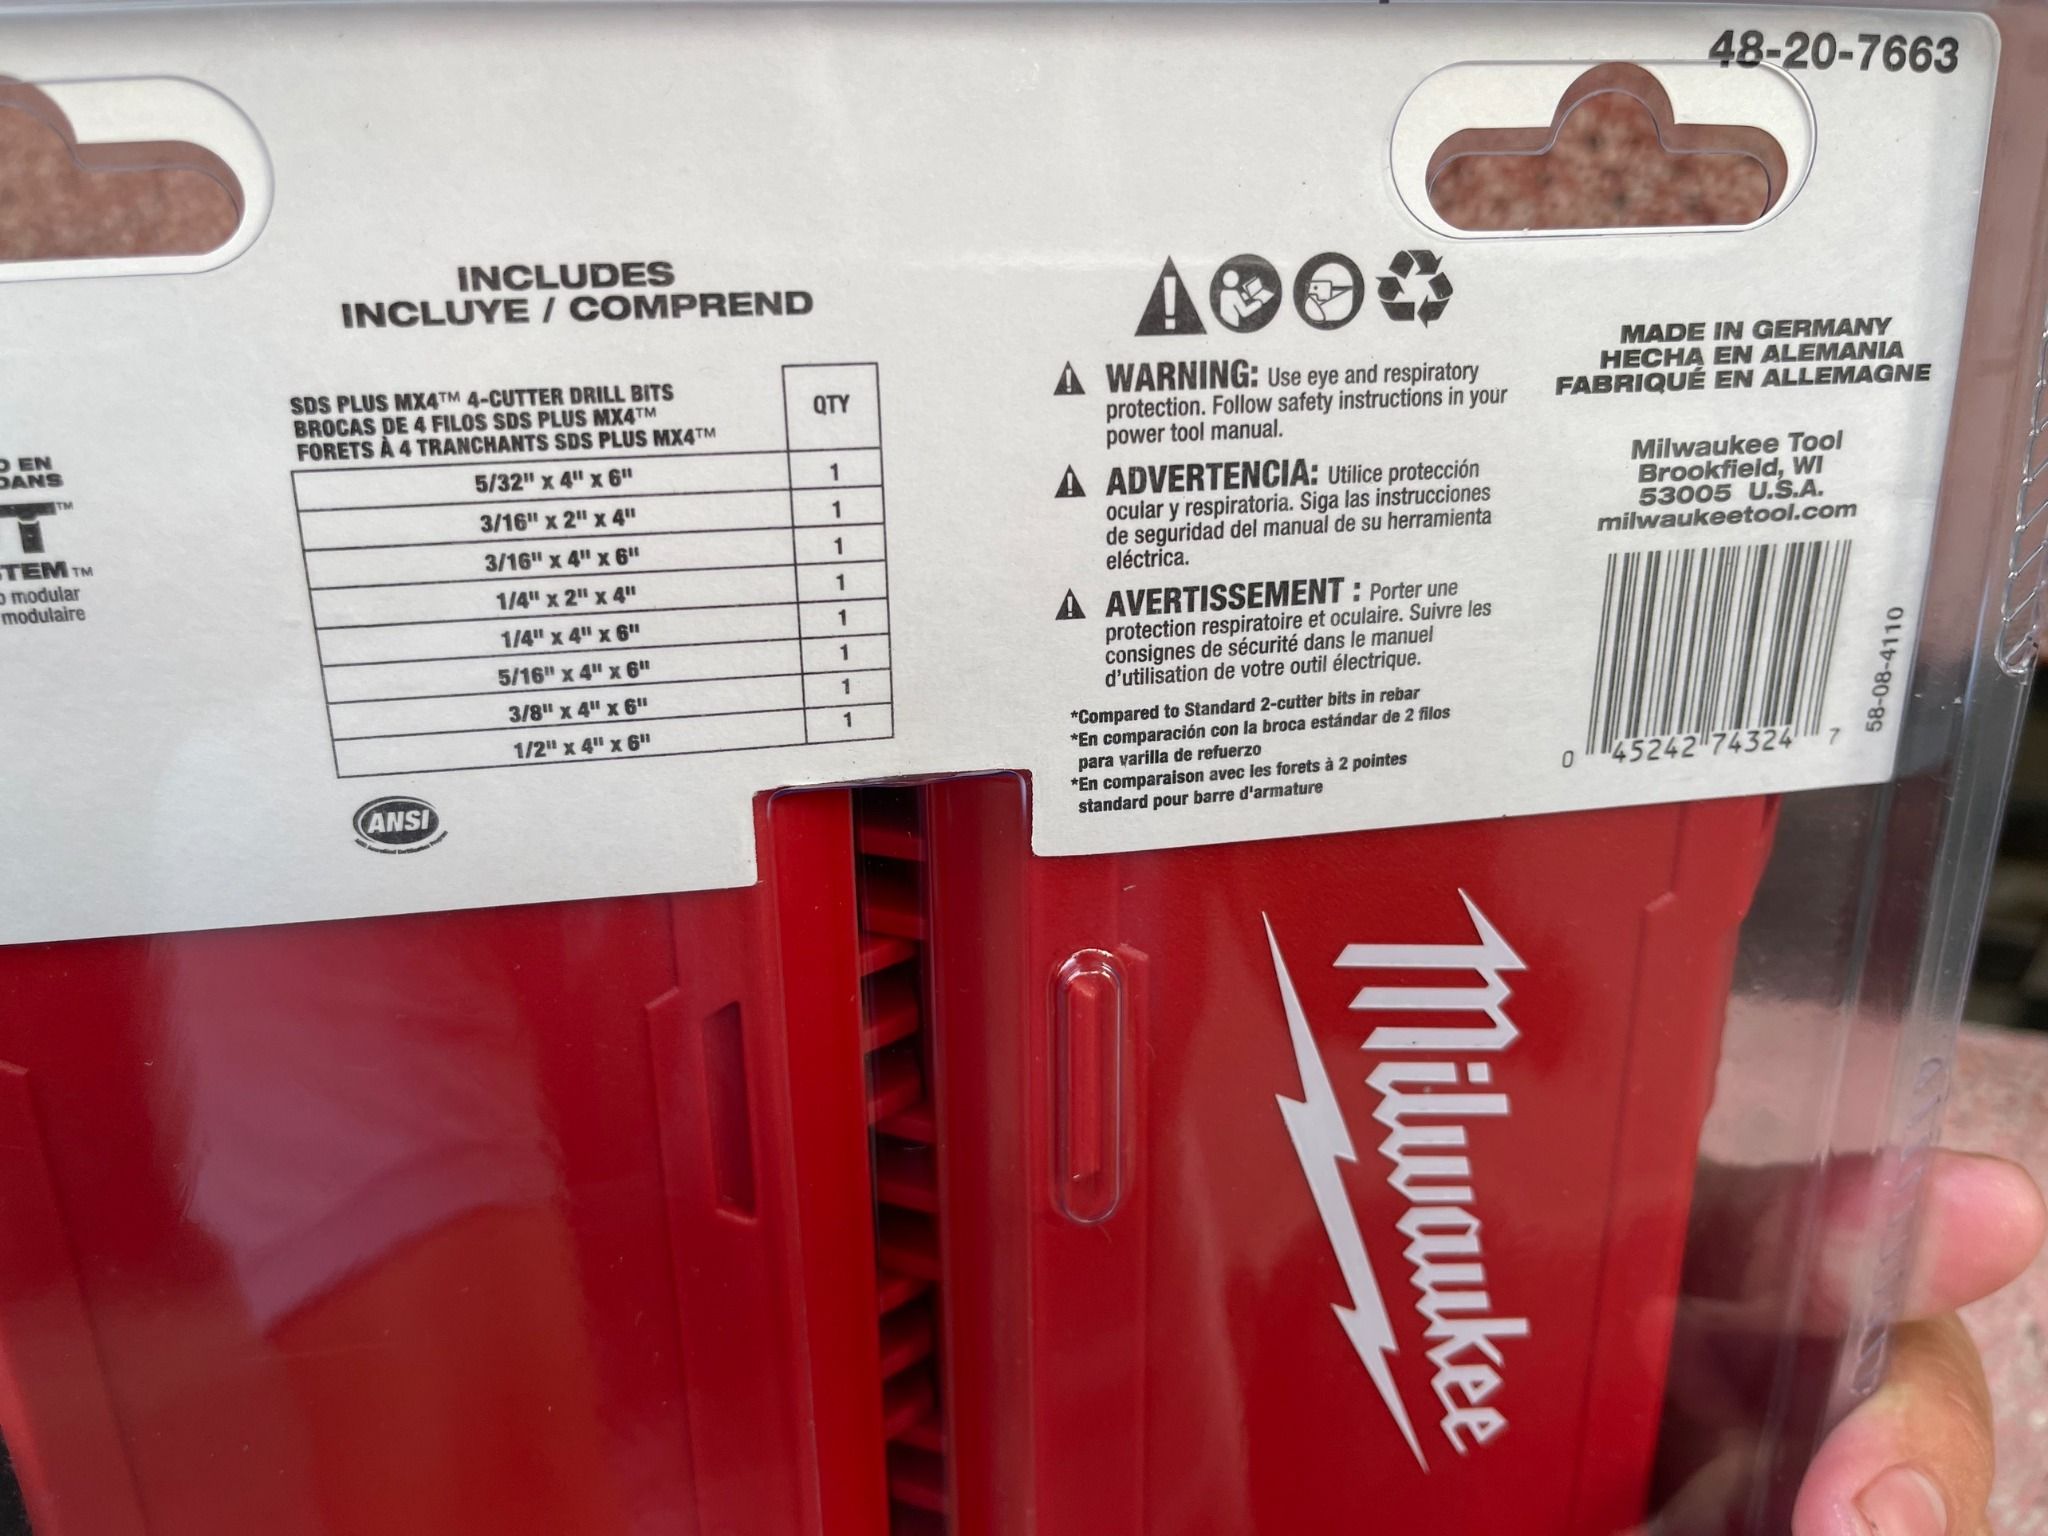 48-20-7663
INCLUDES
INCLUYE / COMPREND
SDS PLUS MX4™ 4-CUTTER DRILL BITS
BROCAS DE 4 FILOS SDS PLUS MX4™
FORETS À 4 TRANCHANTS SDS PLUS MX4™
QTY
5/32" x 4" x 6" 1
3/16" x 2" x 4" 1
3/16" x 4" x 6" 1
1/4" x 2" x 4" 1
1/4" x 4" x 6" 1
5/16" x 4" x 6" 1
3/8" x 4" x 6" 1
1/2" x 4" x 6" 1
ANSI
EN
™
TEM™
modular
modulaire
WARNING: Use eye and respiratory
protection. Follow safety instructions in your
power tool manual.
ADVERTENCIA: Utilice protección
ocular y respiratoria. Siga las instrucciones
de seguridad del manual de su herramienta
eléctrica.
AVERTISSEMENT : Porter une
protection respiratoire et oculaire. Suivre les
consignes de sécurité dans le manuel
d'utilisation de votre outil électrique.
*Compared to Standard 2-cutter bits in rebar
*En comparación con la broca estándar de 2 filos
para varilla de refuerzo
*En comparaison avec les forets à 2 pointes
standard pour barre d'armature
MADE IN GERMANY
HECHA EN ALEMANIA
FABRIQUÉ EN ALLEMAGNE
Milwaukee Tool
Brookfield, WI
53005 U.S.A.
milwaukeetool.com
0 45242 74324 7
58-08-4110
Milwaukee